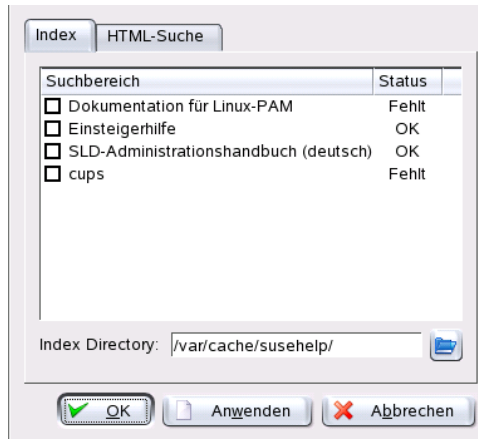 Index HTML-Suche
Suchbereich Status
Dokumentation für Linux-PAM Fehlt
Einsteigerhilfe OK
SLD-Administrationshandbuch (deutsch) OK
cups Fehlt
Index Directory: /var/cache/susehelp/
OK Anwenden Abbrechen